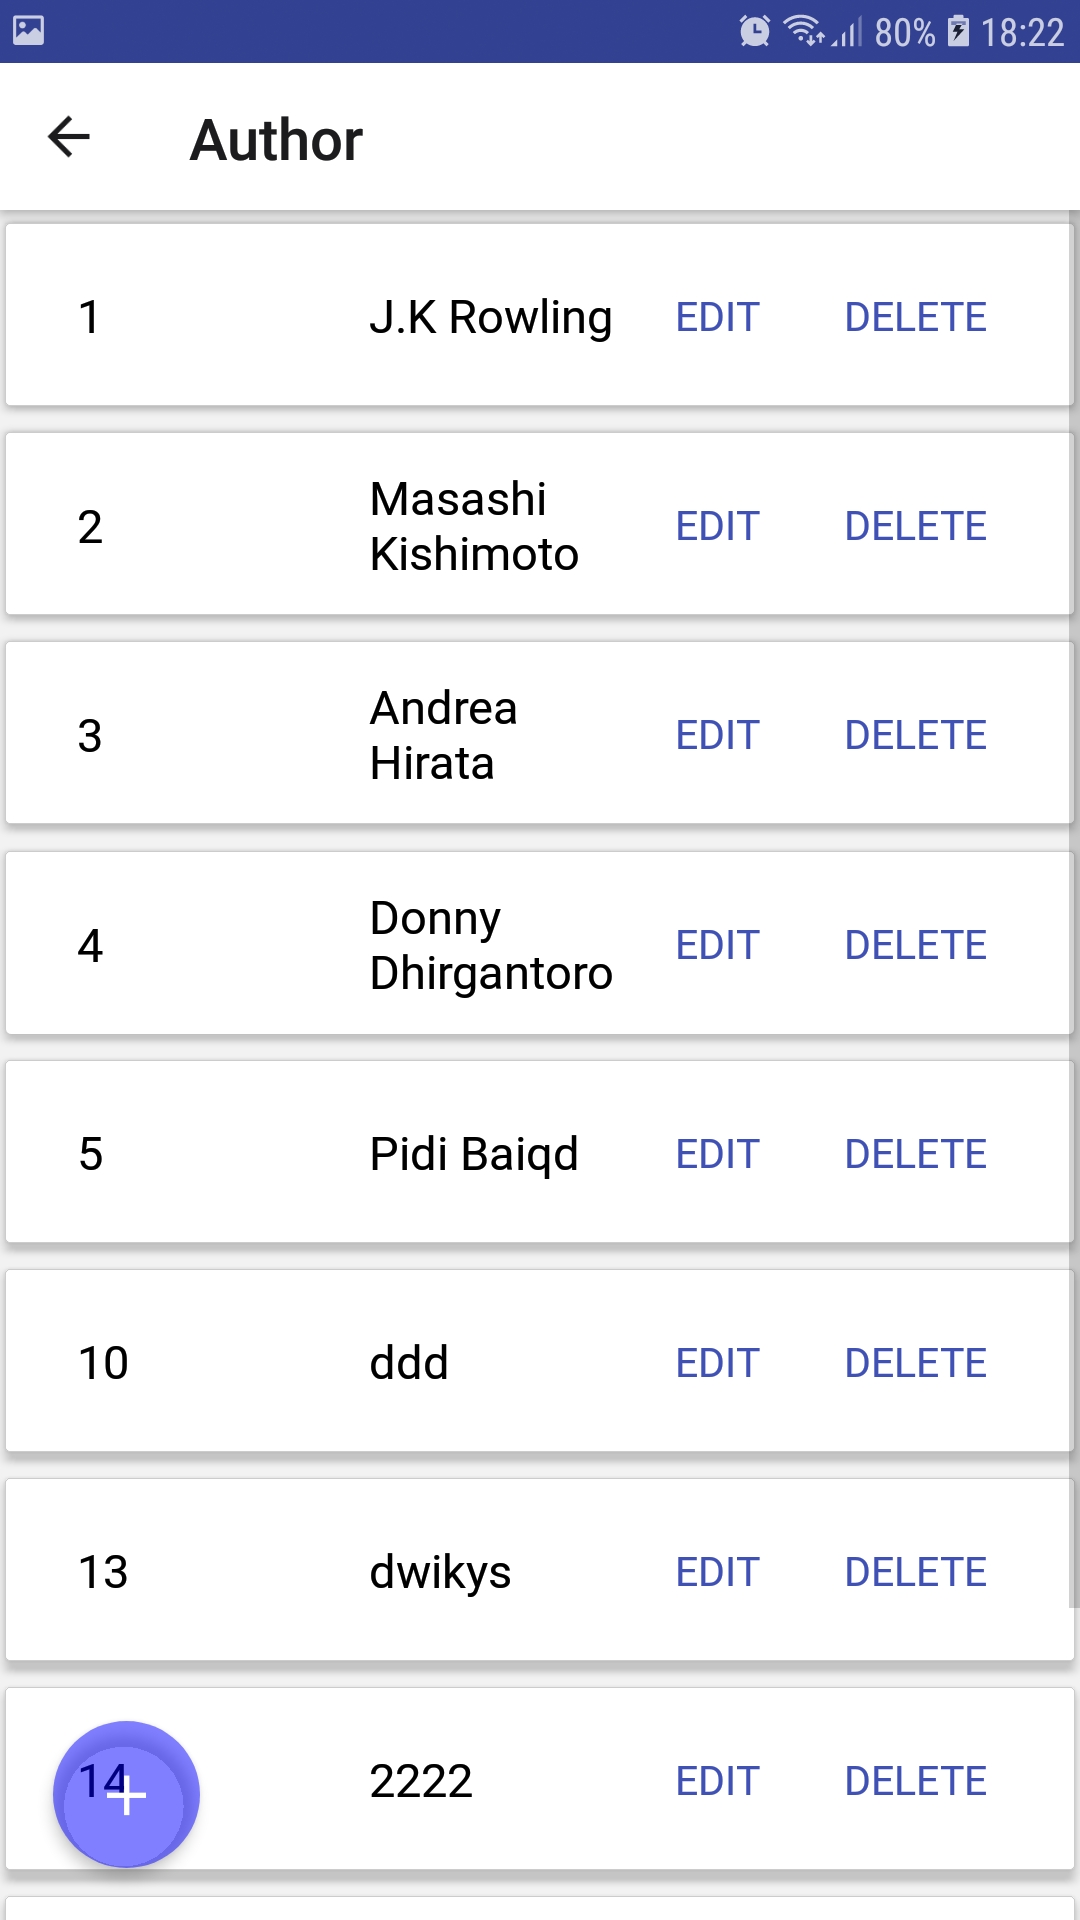 80% 18:22
Author
1 J.K Rowling EDIT DELETE
2 Masashi Kishimoto EDIT DELETE
3 Andrea Hirata EDIT DELETE
4 Donny Dhirgantoro EDIT DELETE
5 Pidi Baiqd EDIT DELETE
10 ddd EDIT DELETE
13 dwikys EDIT DELETE
14 2222 EDIT DELETE
+